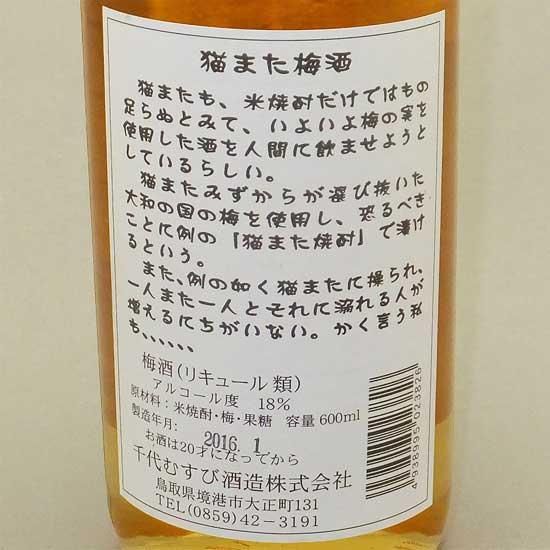 猫また梅酒
猫またも、米焼酎だけではもの
足らぬとみて、いよいよ梅の実を
使用した酒を人間に飲ませようと
しているらしい。
猫またみずからが選び抜いた
大和の国の梅を使用し、恐るべき
ことに例の「猫また焼酎」で漬け
るという。
また、例の如く猫またに操られ、
一人また一人とそれに溺れる人が
増えるにちがいない。かく言う私
も、、、、、、
梅酒(リキュール類)
アルコール度 18%
原材料:米焼酎・梅・果糖 容量600ml
製造年月: 2016. 1
お酒は20才になってから
千代むすび酒造株式会社
鳥取県境港市大正町131
TEL(0859)42-3191
4938995023826